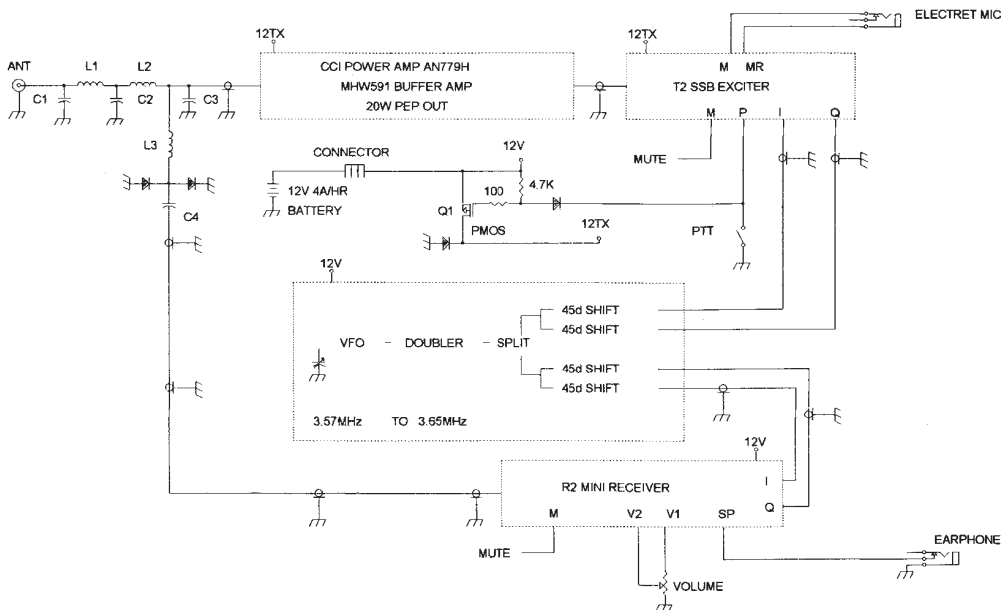 ELECTRET MIC
12TX
12TX
ANT
L1
L2
CCI POWER AMP AN779H
M MR
C1
C2
C3
MHW591 BUFFER AMP
T2 SSB EXCITER
20W PEP OUT
M P I Q
L3
CONNECTOR
12V
MUTE
4.7K
12V 4A/HR
BATTERY
100
C4
Q1
PMOS
12TX
PTT
12V
45d SHIFT
45d SHIFT
VFO - DOUBLER - SPLIT
45d SHIFT
45d SHIFT
3.57MHz TO 3.65MHz
12V
I
R2 MINI RECEIVER
Q
M V2 V1 SP
MUTE
EARPHONE
VOLUME